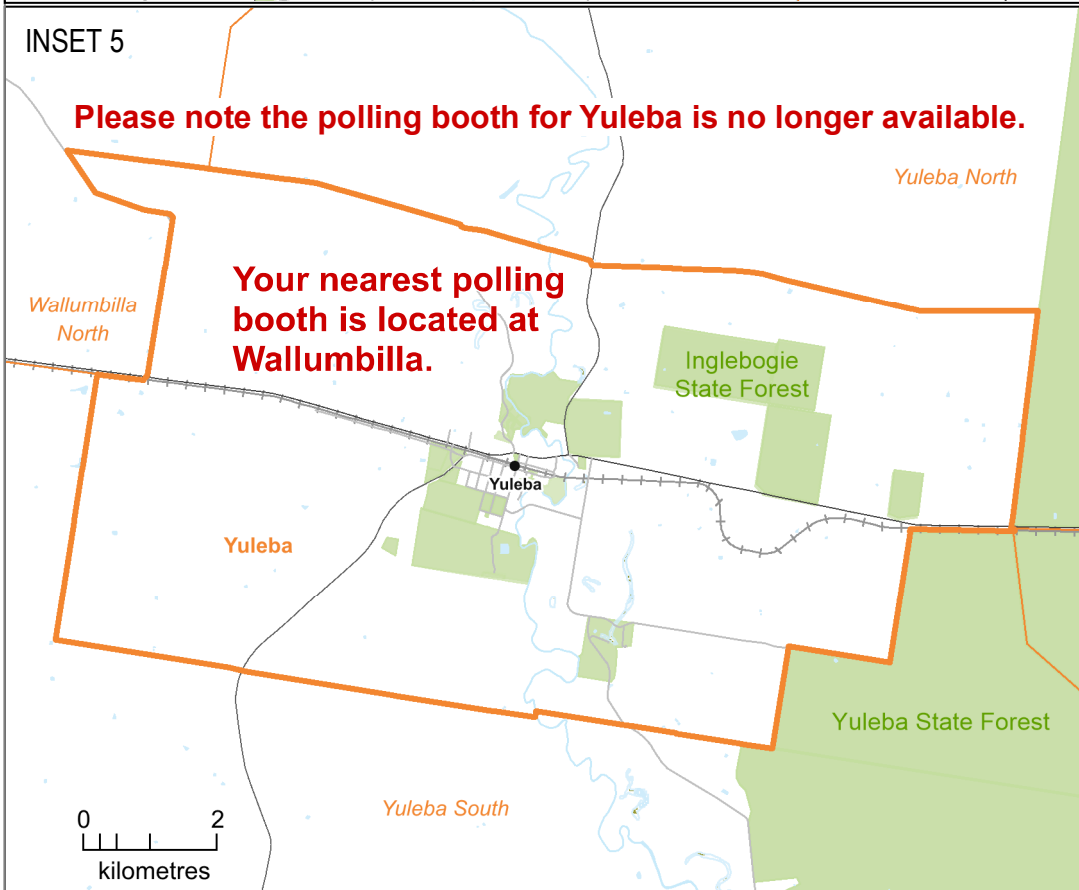 INSET 5
Please note the polling booth for Yuleba is no longer available.
Yuleba North
Your nearest polling
booth is located at
Wallumbilla.
Wallumbilla
North
Inglebogie
State Forest
Yuleba
Yuleba
Yuleba State Forest
Yuleba South
0 2
kilometres